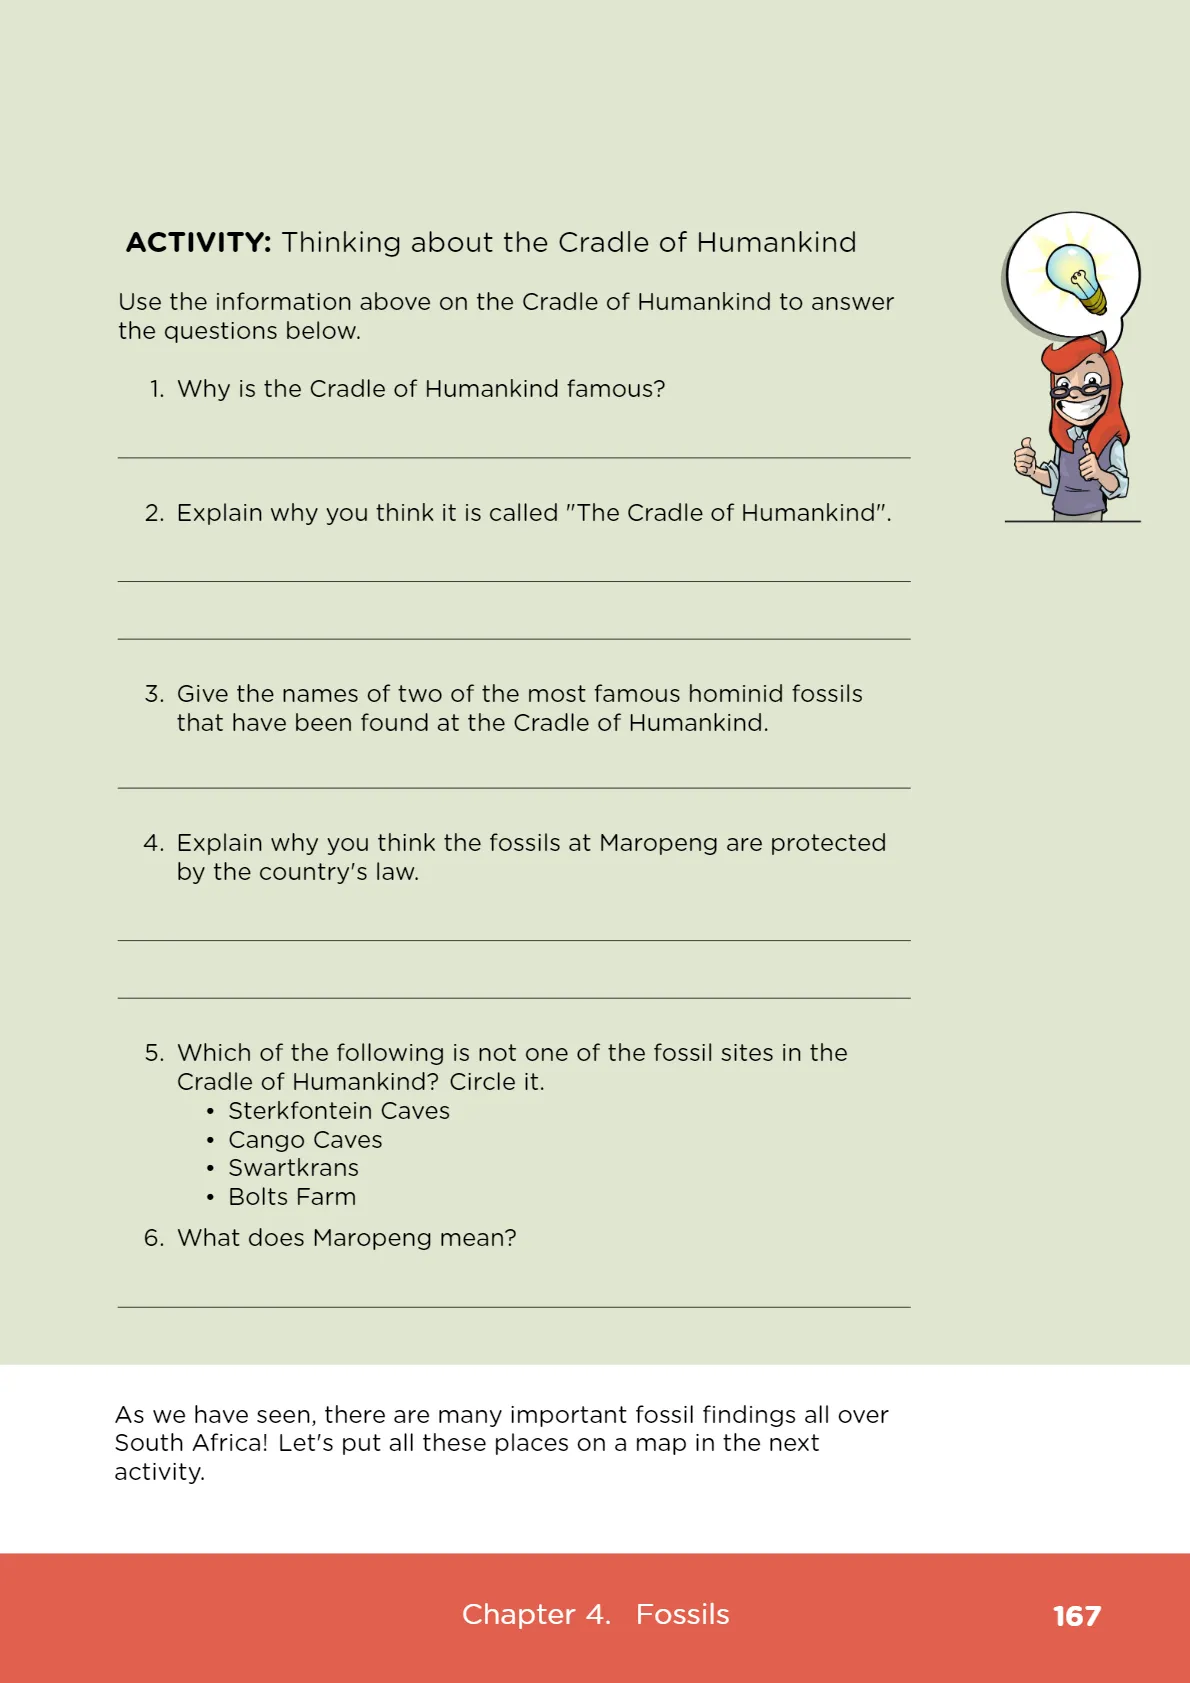 ACTIVITY: Thinking about the Cradle of Humankind
Use the information above on the Cradle of Humankind to answer
the questions below.
1. Why is the Cradle of Humankind famous?
2. Explain why you think it is called "The Cradle of Humankind".
3. Give the names of two of the most famous hominid fossils
that have been found at the Cradle of Humankind.
4. Explain why you think the fossils at Maropeng are protected
by the country's law.
5. Which of the following is not one of the fossil sites in the
Cradle of Humankind? Circle it.
• Sterkfontein Caves
• Cango Caves
• Swartkrans
• Bolts Farm
6. What does Maropeng mean?
As we have seen, there are many important fossil findings all over
South Africa! Let's put all these places on a map in the next
activity.
Chapter 4. Fossils 167